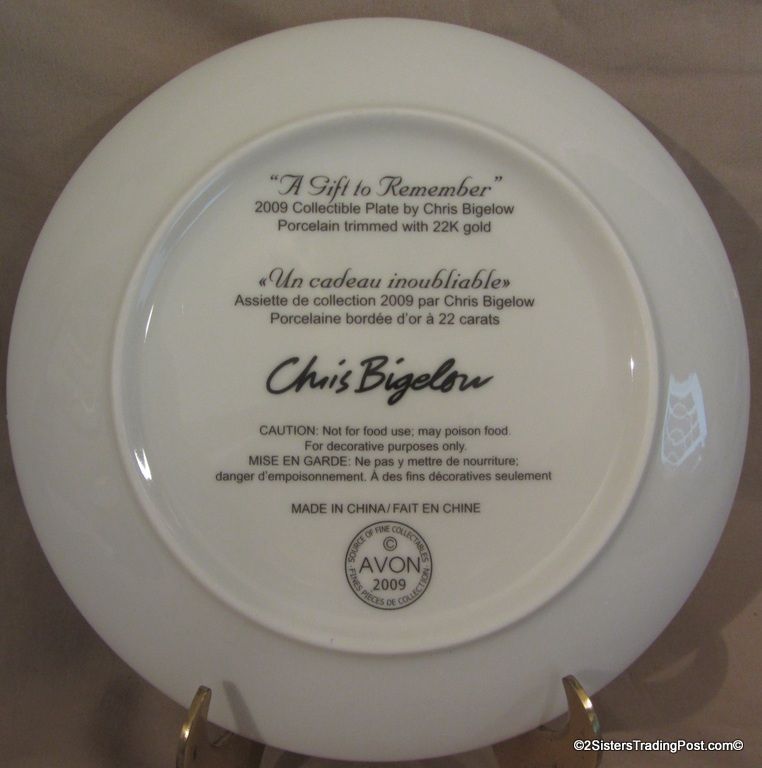 "A Gift to Remember"
2009 Collectible Plate by Chris Bigelow
Porcelain trimmed with 22K gold
«Un cadeau inoubliable»
Assiette de collection 2009 par Chris Bigelow
Porcelaine bordée d'or à 22 carats
Chris Bigelow
CAUTION: Not for food use; may poison food.
For decorative purposes only.
MISE EN GARDE: Ne pas y mettre de nourriture;
danger d'empoisonnement. À des fins décoratives seulement
MADE IN CHINA/FAIT EN CHINE
SOURCE OF FINE COLLECTABLES
©
AVON
2009
FINES PIÈCES DE COLLECTION
©2SistersTradingPost.com©